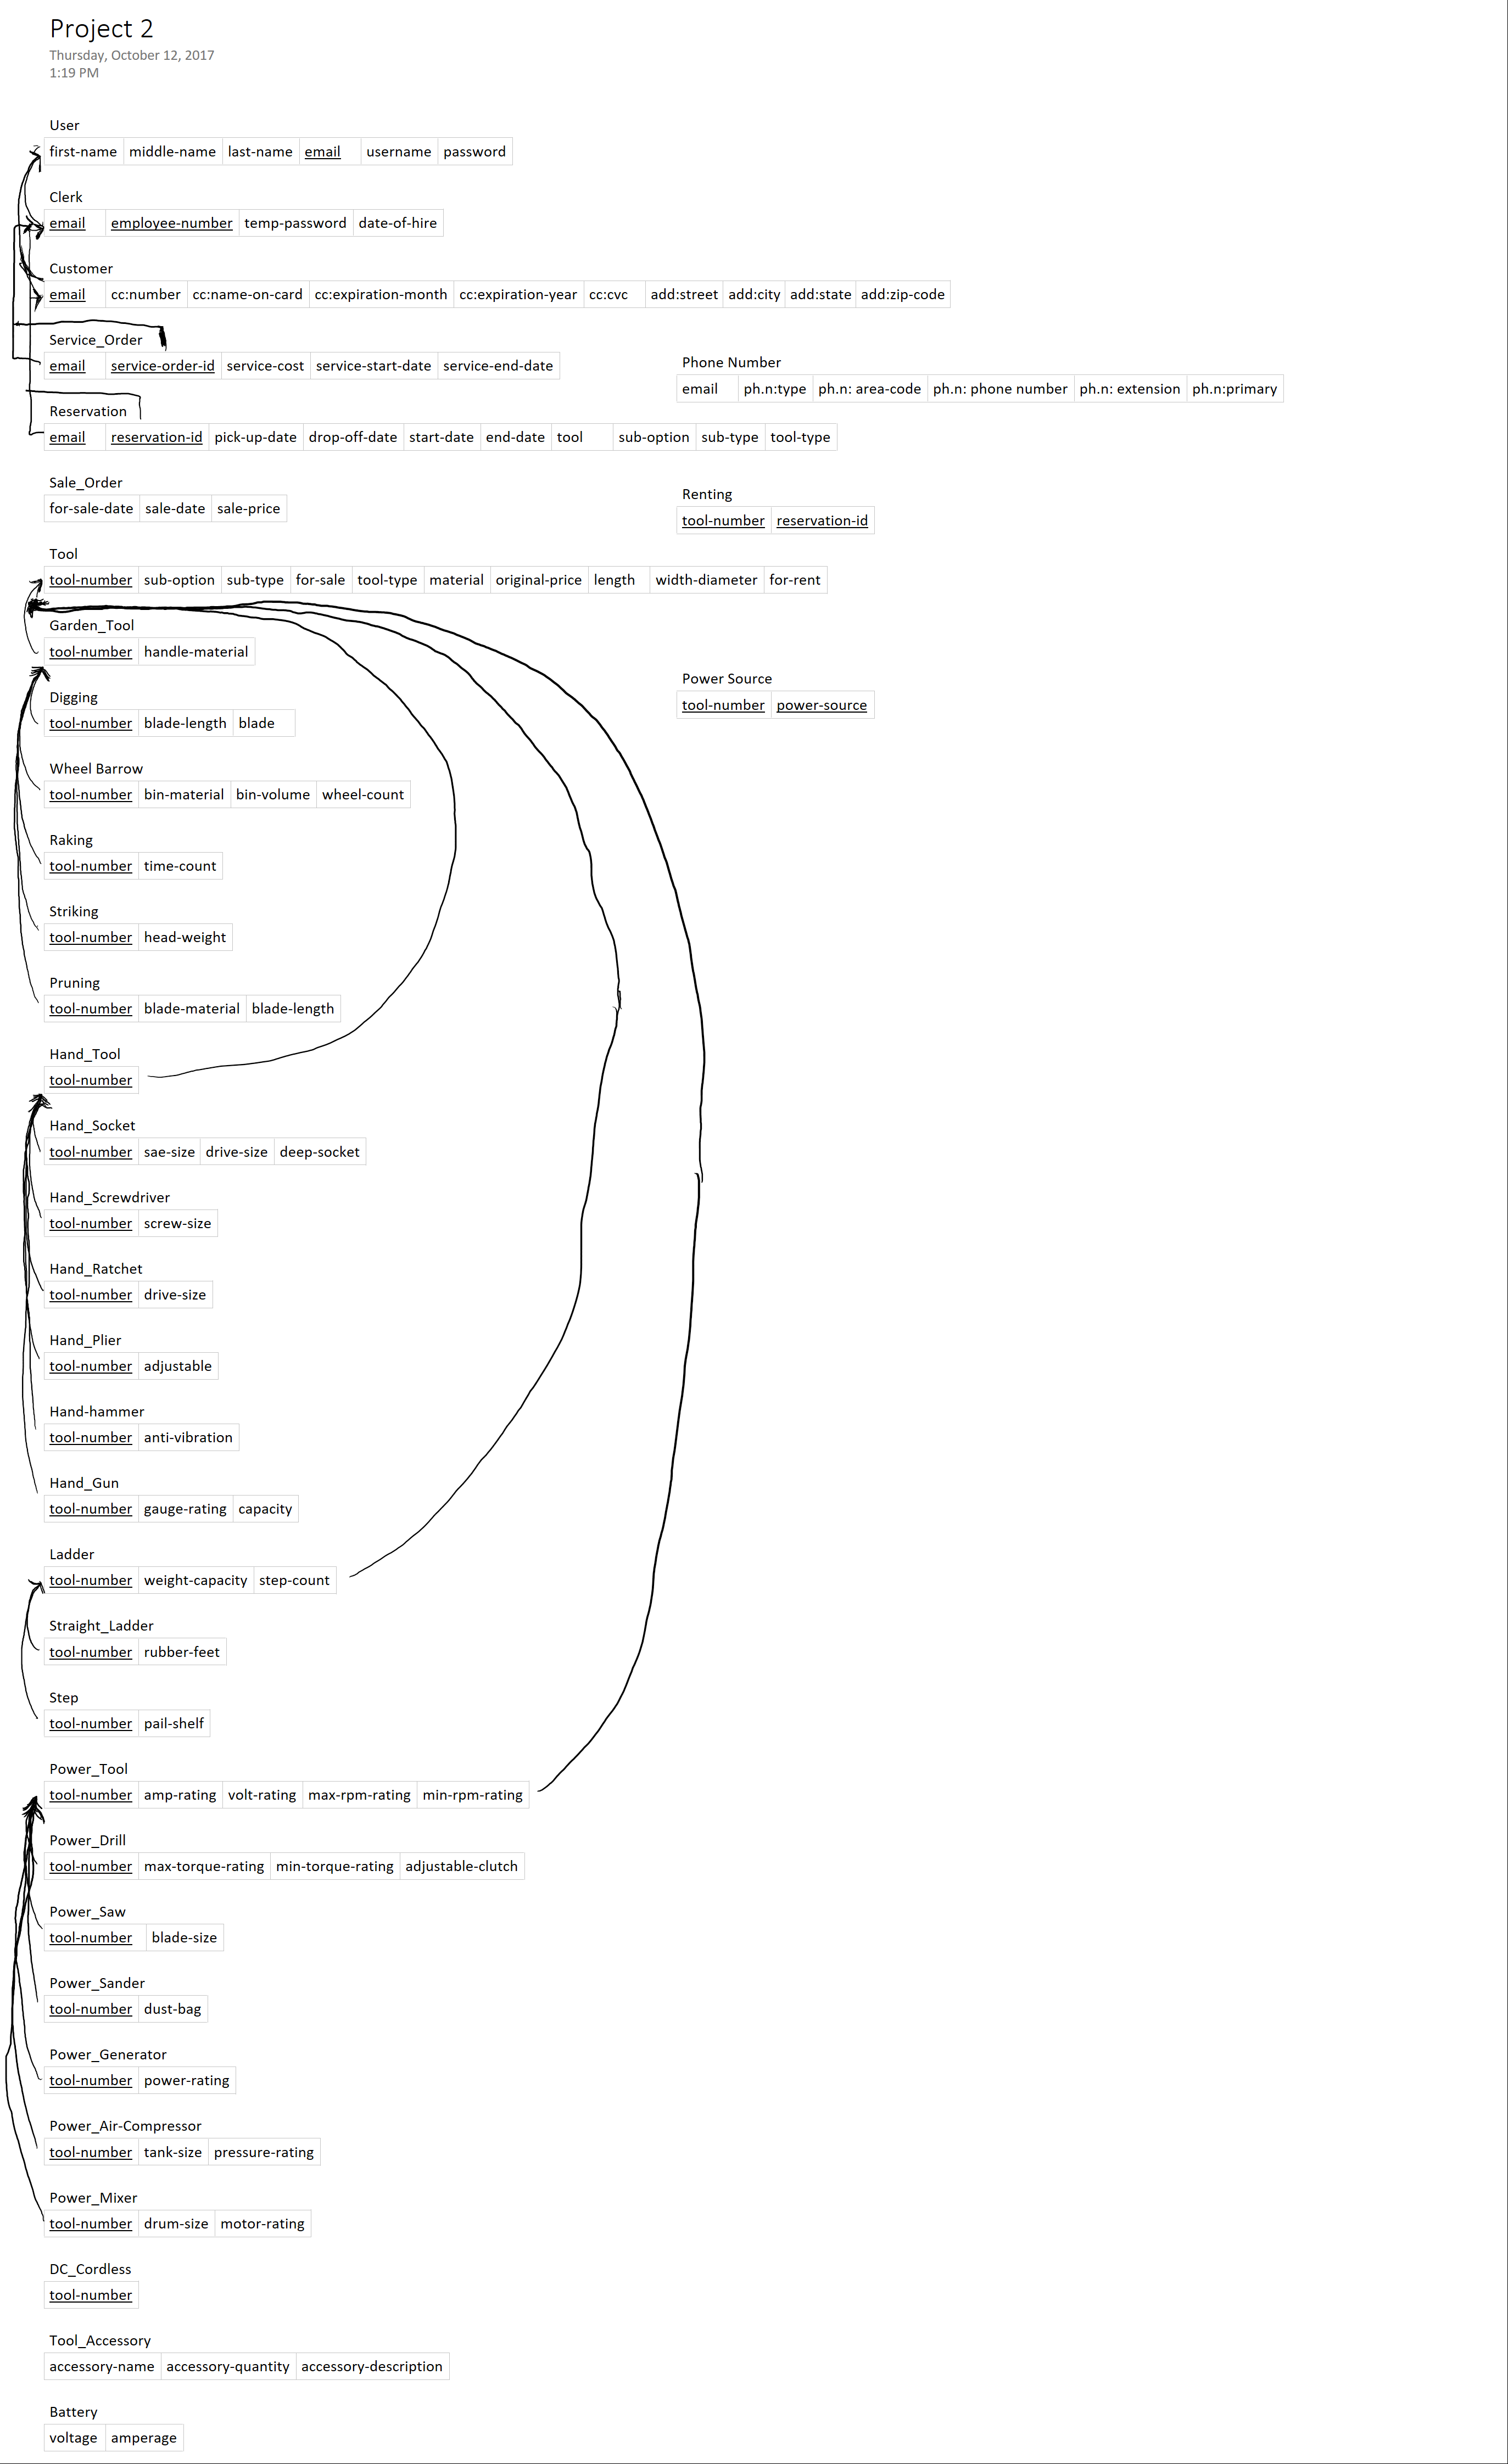 Project 2
Thursday, October 12, 2017
1:19 PM
User
first-name middle-name last-name email username password
Clerk
email employee-number temp-password date-of-hire
Customer
email cc:number cc:name-on-card cc:expiration-month cc:expiration-year cc:cvc add:street add:city add:state add:zip-code
Service_Order
email service-order-id service-cost service-start-date service-end-date
Phone Number
email ph.n:type ph.n: area-code ph.n: phone number ph.n: extension ph.n:primary
Reservation
email reservation-id pick-up-date drop-off-date start-date end-date tool sub-option sub-type tool-type
Sale_Order
for-sale-date sale-date sale-price
Renting
tool-number reservation-id
Tool
tool-number sub-option sub-type for-sale tool-type material original-price length width-diameter for-rent
Garden_Tool
tool-number handle-material
Power Source
tool-number power-source
Digging
tool-number blade-length blade
Wheel Barrow
tool-number bin-material bin-volume wheel-count
Raking
tool-number time-count
Striking
tool-number head-weight
Pruning
tool-number blade-material blade-length
Hand_Tool
tool-number
Hand_Socket
tool-number sae-size drive-size deep-socket
Hand_Screwdriver
tool-number screw-size
Hand_Ratchet
tool-number drive-size
Hand_Plier
tool-number adjustable
Hand-hammer
tool-number anti-vibration
Hand_Gun
tool-number gauge-rating capacity
Ladder
tool-number weight-capacity step-count
Straight_Ladder
tool-number rubber-feet
Step
tool-number pail-shelf
Power_Tool
tool-number amp-rating volt-rating max-rpm-rating min-rpm-rating
Power_Drill
tool-number max-torque-rating min-torque-rating adjustable-clutch
Power_Saw
tool-number blade-size
Power_Sander
tool-number dust-bag
Power_Generator
tool-number power-rating
Power_Air-Compressor
tool-number tank-size pressure-rating
Power_Mixer
tool-number drum-size motor-rating
DC_Cordless
tool-number
Tool_Accessory
accessory-name accessory-quantity accessory-description
Battery
voltage amperage